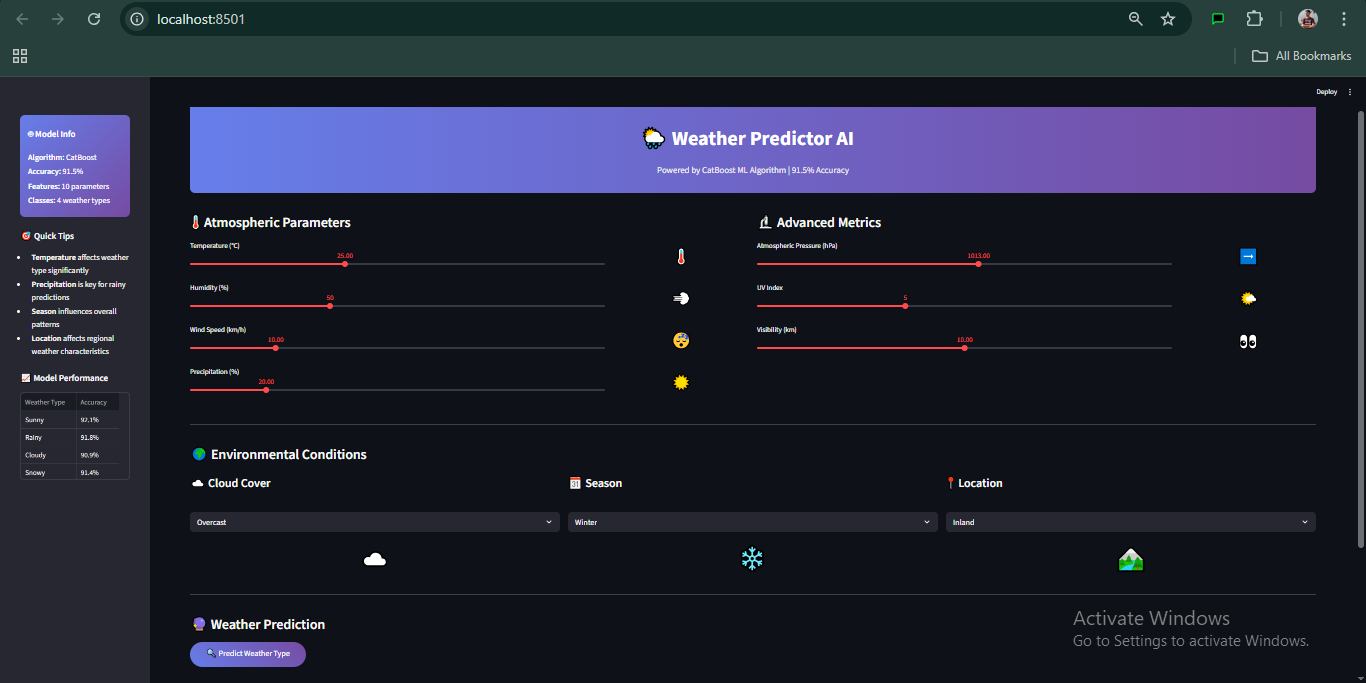 localhost:8501
All Bookmarks
Deploy
Model Info
Algorithm: CatBoost
Accuracy: 91.5%
Features: 10 parameters
Classes: 4 weather types
Quick Tips
Temperature affects weather
type significantly
Precipitation is key for rainy
predictions
Season influences overall
patterns
Location affects regional
weather characteristics
Model Performance
Weather Type Accuracy
Sunny 92.1%
Rainy 91.8%
Cloudy 90.9%
Snowy 91.4%
Weather Predictor AI
Powered by CatBoost ML Algorithm | 91.5% Accuracy
Atmospheric Parameters
Temperature (°C)
25.00
Humidity (%)
50
Wind Speed (km/h)
10.00
Precipitation (%)
20.00
Advanced Metrics
Atmospheric Pressure (hPa)
1013.00
UV Index
5
Visibility (km)
10.00
Environmental Conditions
Cloud Cover
Overcast
Season
Winter
Location
Inland
Weather Prediction
Predict Weather Type
Activate Windows
Go to Settings to activate Windows.